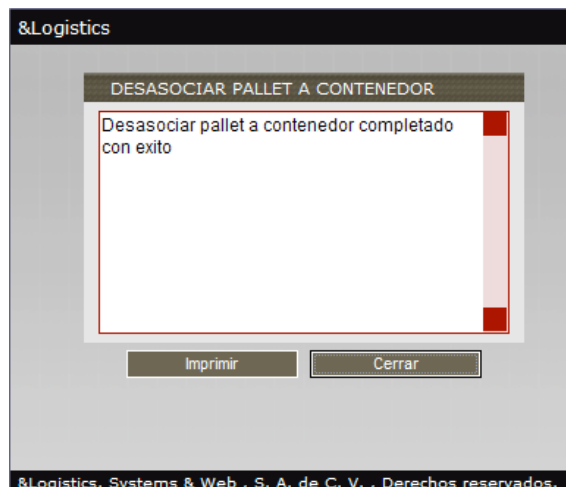 &Logistics
DESASOCIAR PALLET A CONTENEDOR
Desasociar pallet a contenedor completado
con exito
Imprimir Cerrar
&Logistics, Systems & Web , S. A. de C. V. , Derechos reservados.